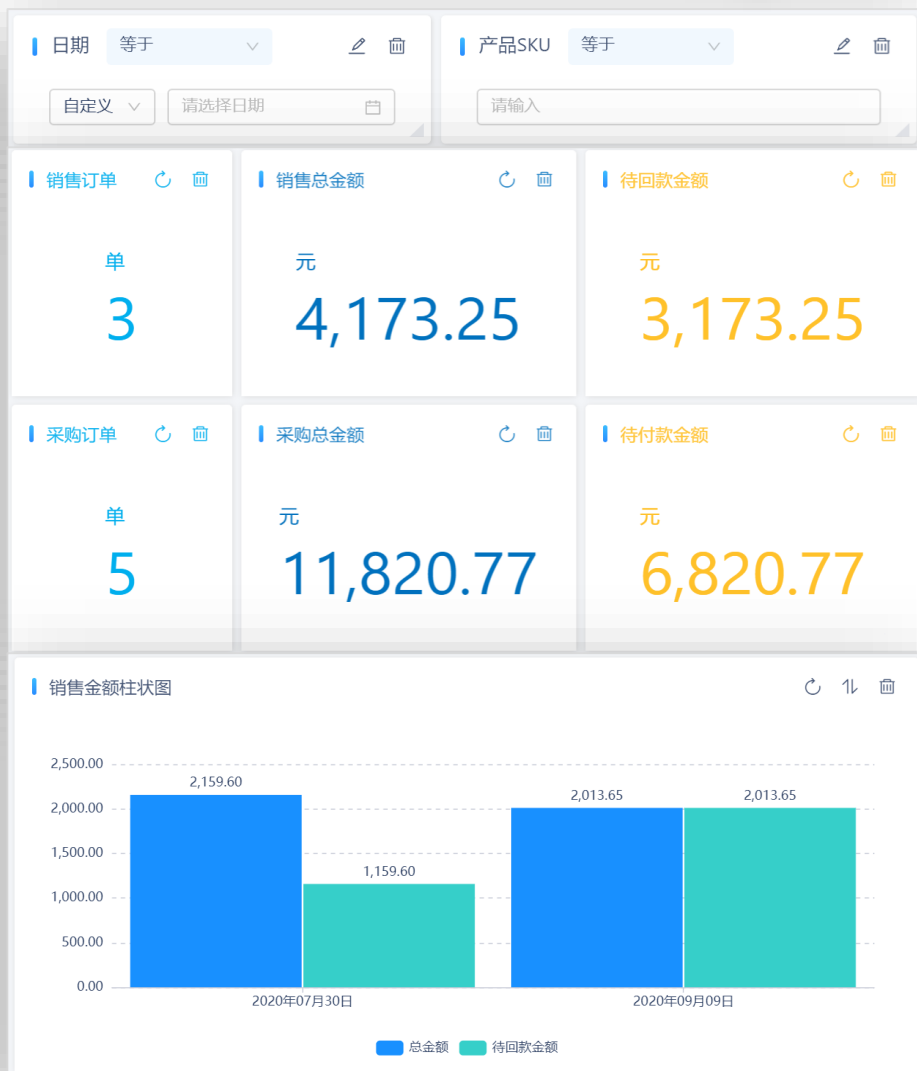 日期 等于 产品SKU 等于
自定义 请选择日期 请输入
销售订单 销售总金额 待回款金额
单 元 元
3 4,173.25 3,173.25
采购订单 采购总金额 待付款金额
单 元 元
5 11,820.77 6,820.77
销售金额柱状图
2,500.00
2,159.60
2,013.65 2,013.65
2,000.00
1,500.00
1,159.60
1,000.00
500.00
0.00
2020年07月30日 2020年09月09日
总金额 待回款金额